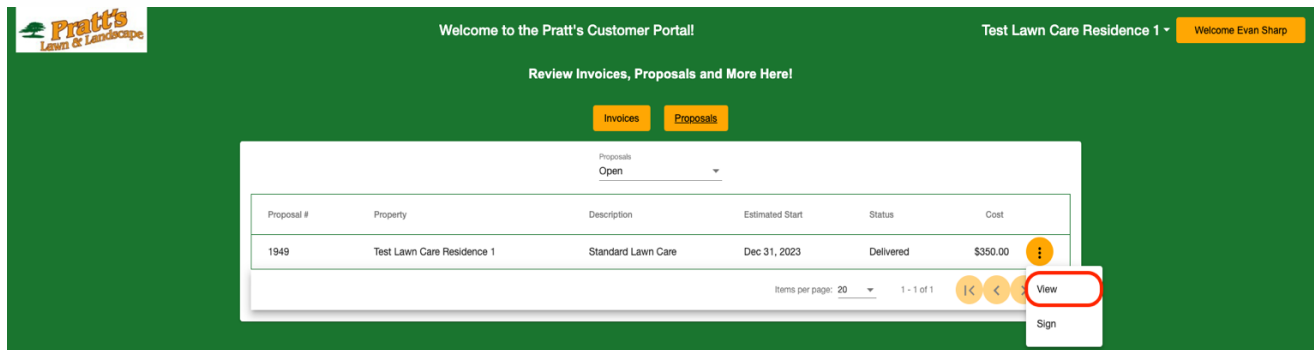 Pratt's
Lawn & Landscape
Welcome to the Pratt's Customer Portal!
Test Lawn Care Residence 1
Welcome Evan Sharp
Review Invoices, Proposals and More Here!
Invoices
Proposals
Proposals
Open
Proposal # Property Description Estimated Start Status Cost
1949 Test Lawn Care Residence 1 Standard Lawn Care Dec 31, 2023 Delivered $350.00
Items per page: 20 1 - 1 of 1
View
Sign